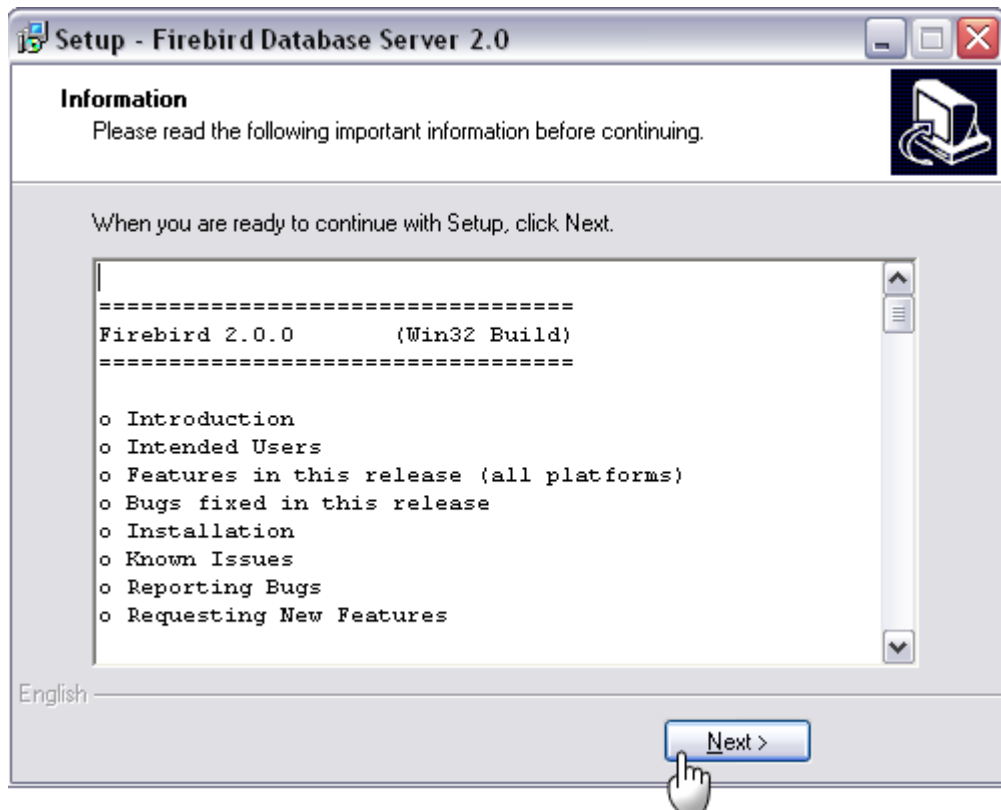 Setup - Firebird Database Server 2.0
Information
Please read the following important information before continuing.
When you are ready to continue with Setup, click Next.
==================================
Firebird 2.0.0       (Win32 Build)
==================================
o Introduction
o Intended Users
o Features in this release (all platforms)
o Bugs fixed in this release
o Installation
o Known Issues
o Reporting Bugs
o Requesting New Features
English
Next >